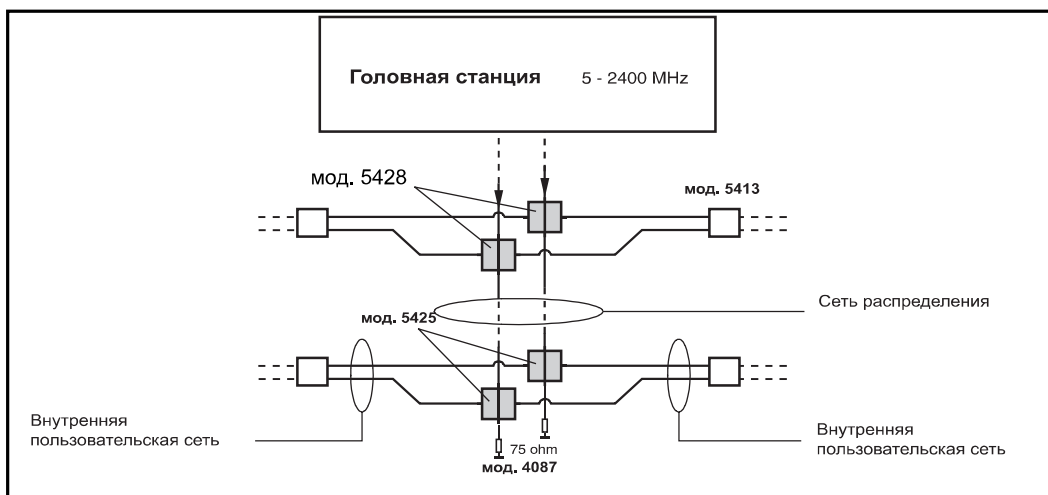 Головная станция 5 - 2400 MHz
мод. 5428
мод. 5413
Сеть распределения
мод. 5425
Внутренняя
пользовательская сеть
75 ohm
мод. 4087
Внутренняя
пользовательская сеть